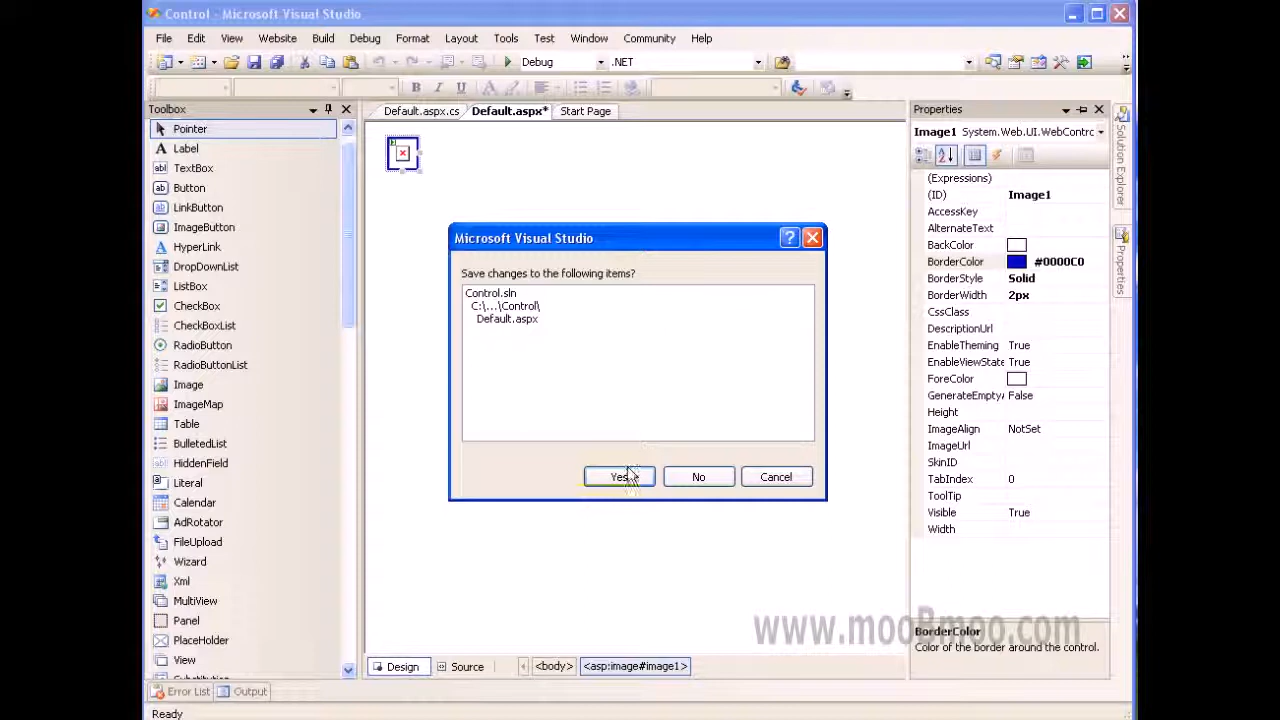 Control - Microsoft Visual Studio
File Edit View Website Build Debug Format Layout Tools Test Window Community Help
Debug .NET
B I U A
Toolbox
Pointer
A Label
TextBox
Button
LinkButton
ImageButton
A HyperLink
DropDownList
ListBox
CheckBox
CheckBoxList
RadioButton
RadioButtonList
Image
ImageMap
Table
BulletedList
HiddenField
Literal
Calendar
AdRotator
FileUpload
Wizard
Xml
MultiView
Panel
PlaceHolder
View
Substitution
Default.aspx.cs Default.aspx* Start Page
Microsoft Visual Studio
Save changes to the following items?
Control.sln
C:\...\Control\
Default.aspx
Yes No Cancel
Design Source <body> <asp:image#image1>
Properties
Image1 System.Web.UI.WebContro
(Expressions)
(ID) Image1
AccessKey
AlternateText
BackColor
BorderColor #0000C0
BorderStyle Solid
BorderWidth 2px
CssClass
DescriptionUrl
EnableTheming True
EnableViewState True
ForeColor
GenerateEmptyA False
Height
ImageAlign NotSet
ImageUrl
SkinID
TabIndex 0
ToolTip
Visible True
Width
BorderColor
Color of the border around the control.
www.mooBmoo.com
Solution Explorer
Properties
Error List Output
Ready